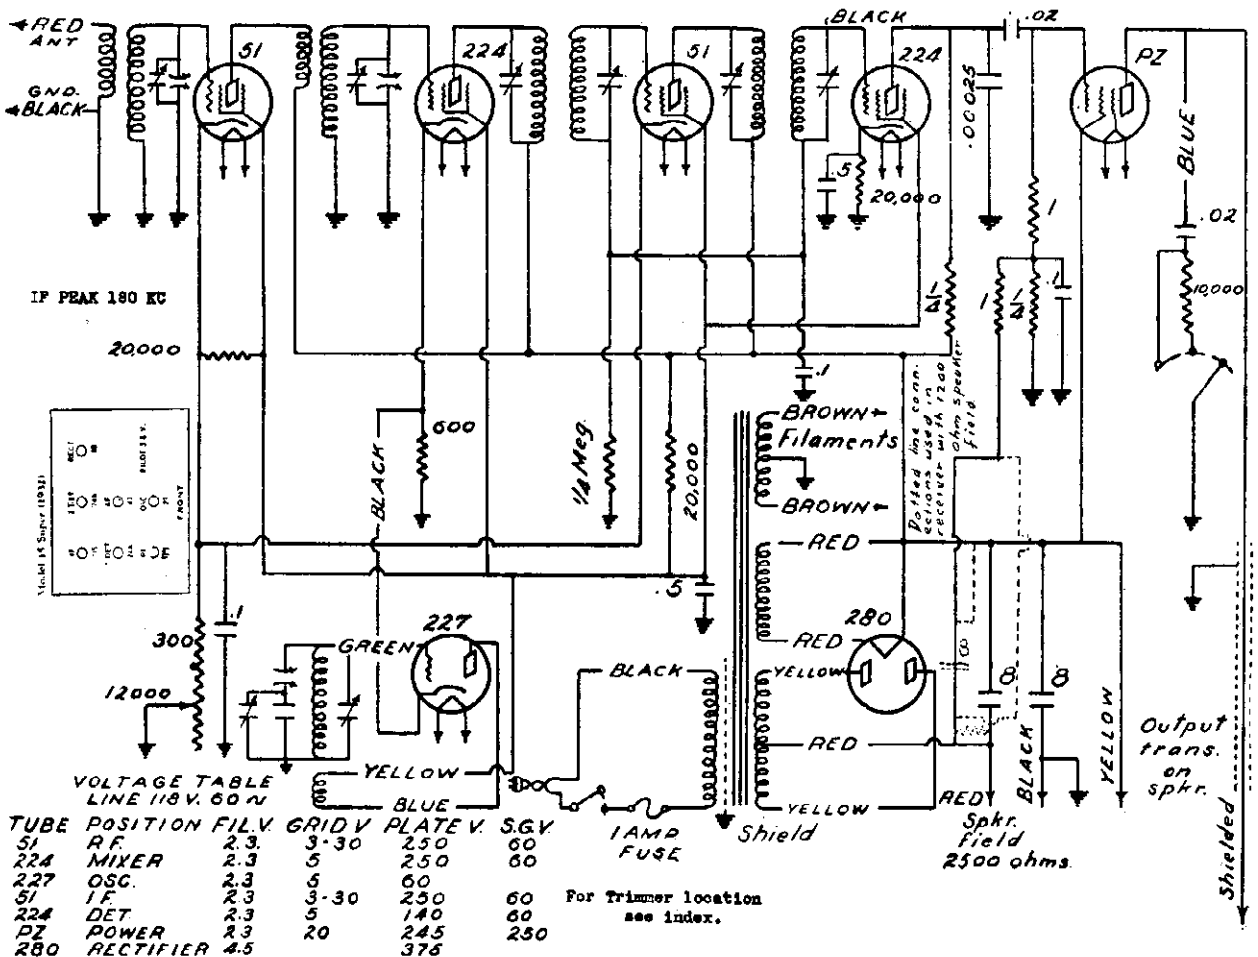 RED
ANT
GND.
BLACK
51
224
51
BLACK
224
.02
PZ
.00025
BLUE
.5
20,000
1
.02
10,000
IF PEAK 180 KC
20,000
1/4
1
1/4
.1
.1
600
BLACK
1/4 Meg.
20,000
BROWN
Filaments
BROWN
Dotted line conn-
ections used in
receiver with 1200
ohm speaker
field.
Model 15 Super (1932)
FRONT
RED
.5
300
.1
12000
227
GREEN
RED
280
8
BLACK
YELLOW
8
8
RED
BLACK
YELLOW
Output
trans.
on
spkr.
YELLOW
BLUE
YELLOW
RED
1 AMP
FUSE
Shield
Spkr.
field
2500 ohms.
Shielded
VOLTAGE TABLE
LINE 118 V. 60 ~
TUBE POSITION FIL.V. GRID V PLATE V. S.G.V.
51 R.F. 2.3. 3-30 250 60
224 MIXER 2.3 5 250 60
227 OSC. 2.3 5 60
51 I.F. 2.3 3-30 250 60
224 DET. 2.3 5 140 60
PZ POWER 2.3 20 245 250
280 RECTIFIER 4.5 376
For Trimmer location
see index.